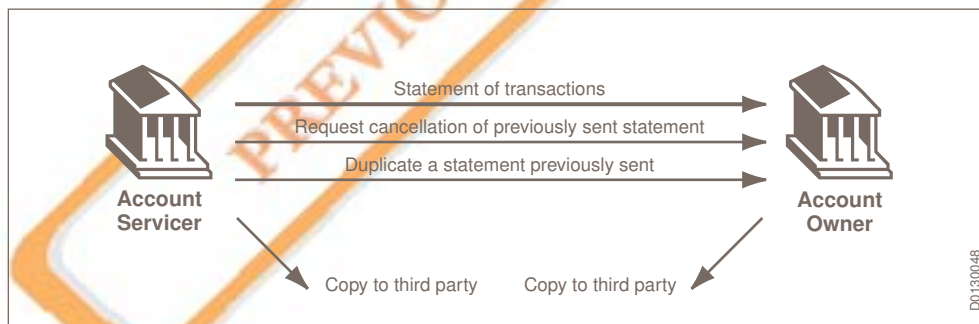 Statement of transactions
Request cancellation of previously sent statement
Duplicate a statement previously sent
Account
Servicer
Account
Owner
Copy to third party
Copy to third party
D0130048